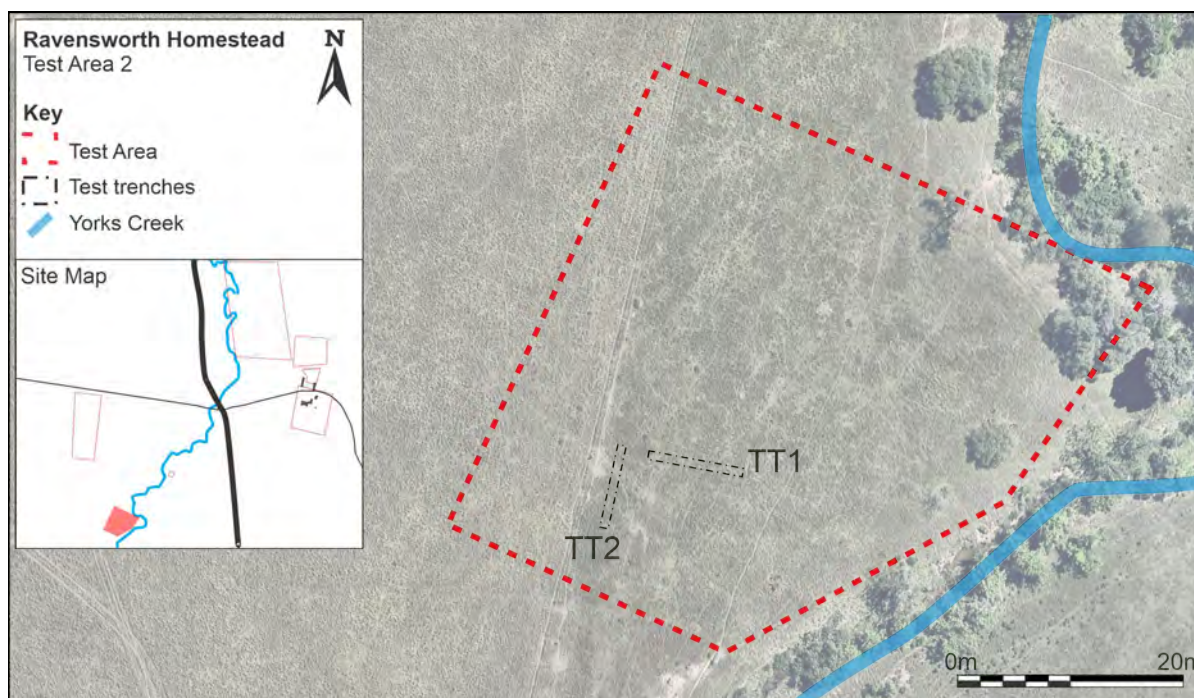 Ravensworth Homestead
Test Area 2
N
Key
Test Area
Test trenches
Yorks Creek
Site Map
TT1
TT2
0m
20m